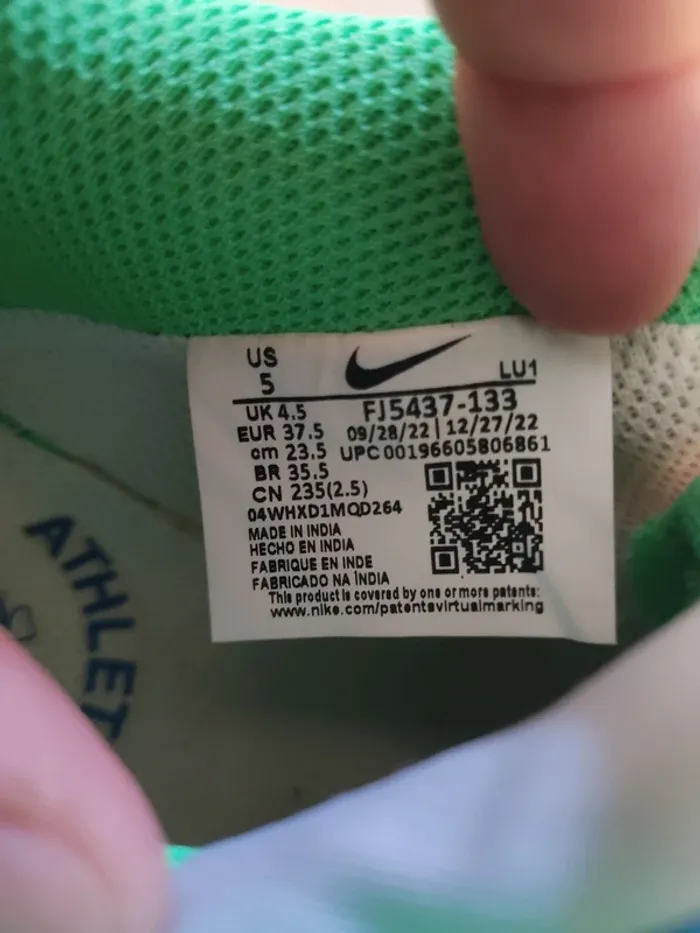 US
5
LU1
UK 4.5
FJ5437-133
EUR 37.5
09/28/22 | 12/27/22
cm 23.5
UPC 00196605806861
BR 35.5
CN 235(2.5)
04WHXD1MQD264
MADE IN INDIA
HECHO EN INDIA
FABRIQUE EN INDE
FABRICADO NA ÍNDIA
This product is covered by one or more patents:
www.nike.com/patentsvirtualmarking
ATHLET